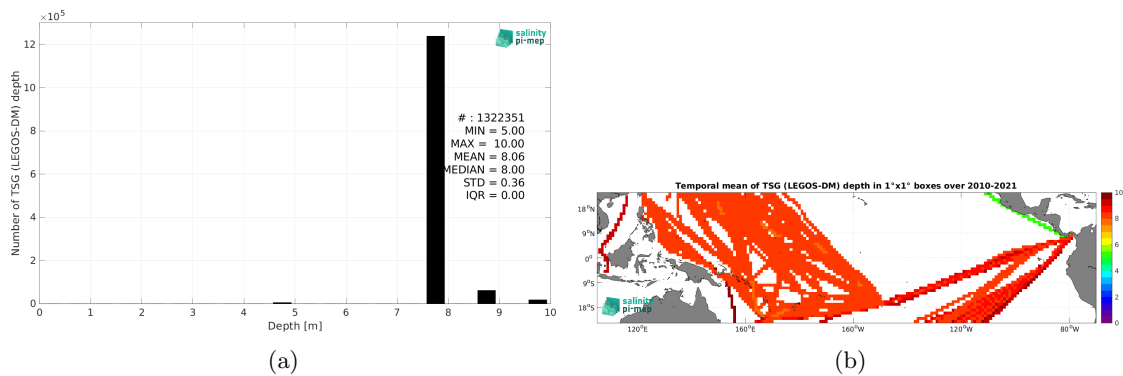 ×10⁵
12
10
8
6
4
2
0
Number of TSG (LEGOS-DM) depth
salinity
pi-mep
# : 1322351
MIN = 5.00
MAX = 10.00
MEAN = 8.06
MEDIAN = 8.00
STD = 0.36
IQR = 0.00
0 1 2 3 4 5 6 7 8 9 10
Depth [m]
(a)
Temporal mean of TSG (LEGOS-DM) depth in 1°x1° boxes over 2010-2021
18°N
9°N
0°
9°S
18°S
salinity
pi-mep
120°E 160°E 160°W 120°W 80°W
10
8
6
4
2
0
(b)